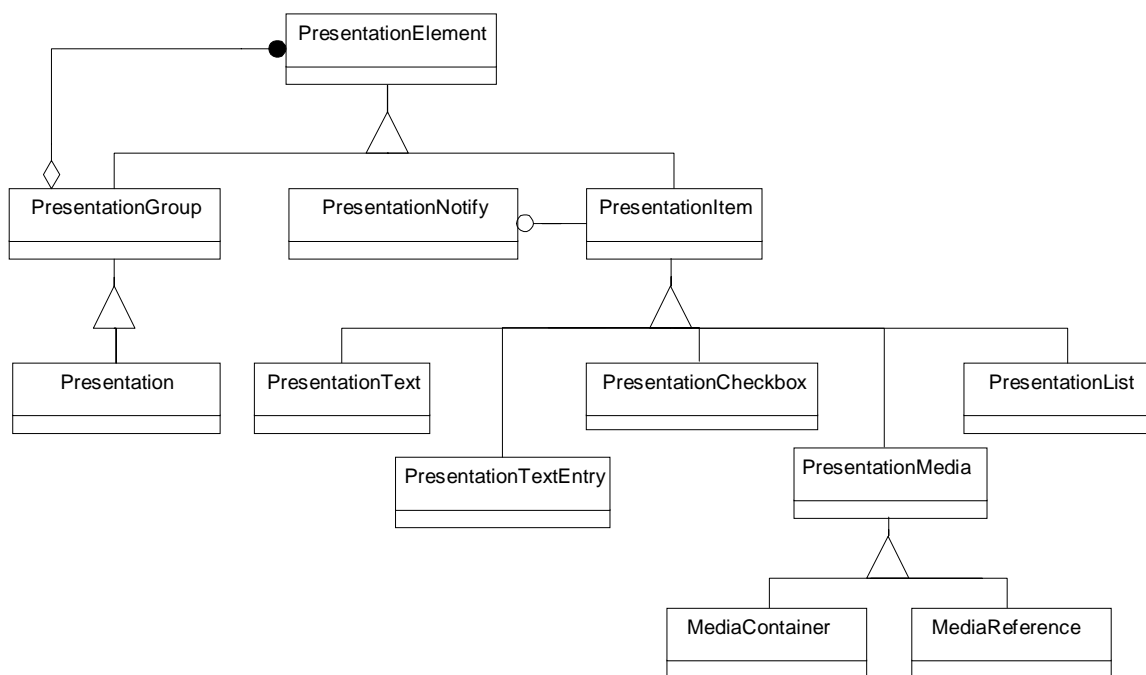 PresentationElement
PresentationGroup
PresentationNotify
PresentationItem
Presentation
PresentationText
PresentationCheckbox
PresentationList
PresentationTextEntry
PresentationMedia
MediaContainer
MediaReference